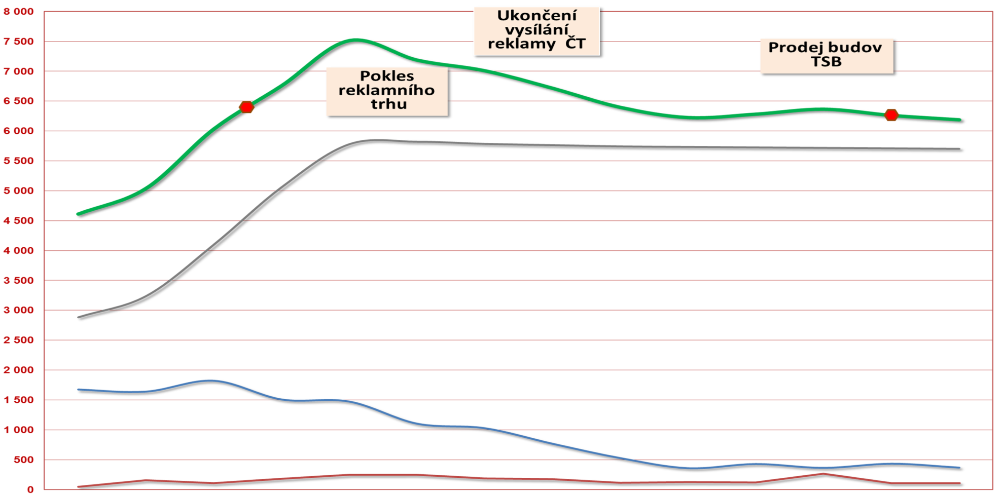 8 000
7 500
7 000
6 500
6 000
5 500
5 000
4 500
4 000
3 500
3 000
2 500
2 000
1 500
1 000
500
0
Pokles
reklamního
trhu
Ukončení
vysílání
reklamy ČT
Prodej budov
TSB